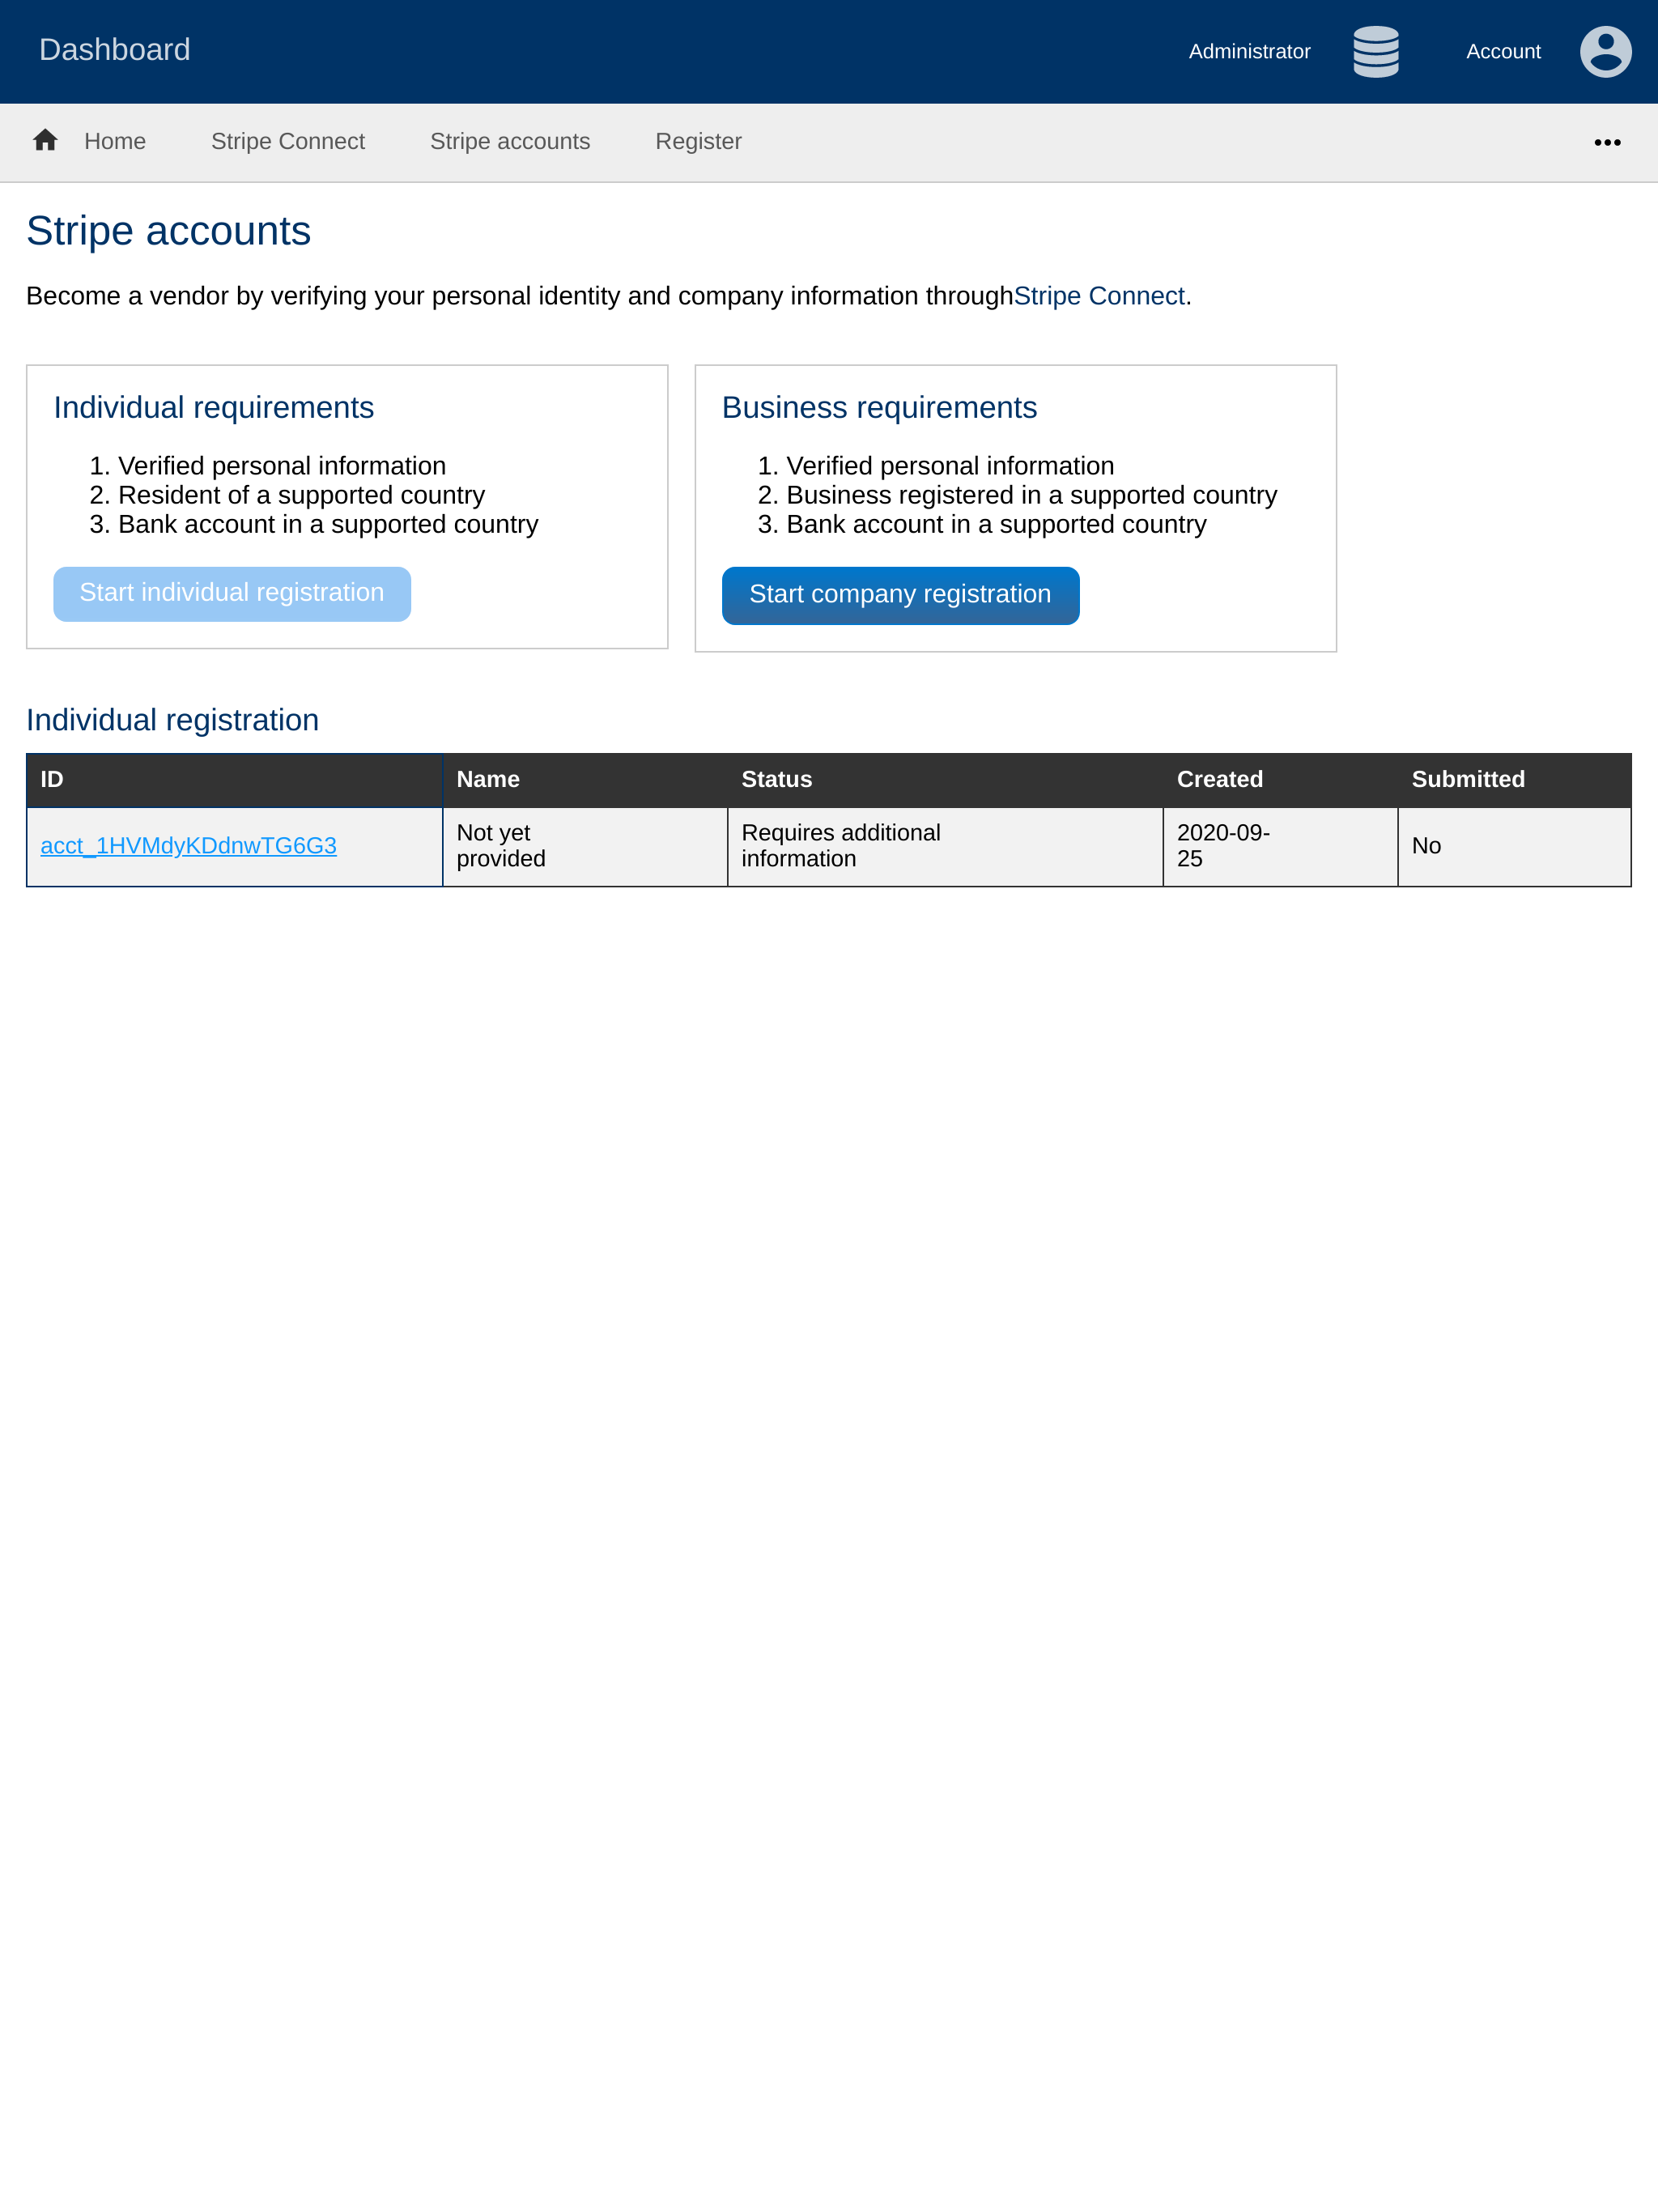 Dashboard
Administrator
Account
Home
Stripe Connect
Stripe accounts
Register
Stripe accounts
Become a vendor by verifying your personal identity and company information throughStripe Connect.
Individual requirements
1. Verified personal information
2. Resident of a supported country
3. Bank account in a supported country
Start individual registration
Business requirements
1. Verified personal information
2. Business registered in a supported country
3. Bank account in a supported country
Start company registration
Individual registration
ID Name Status Created Submitted
acct_1HVMdyKDdnwTG6G3
Not yet
provided
Requires additional
information
2020-09-
25
No